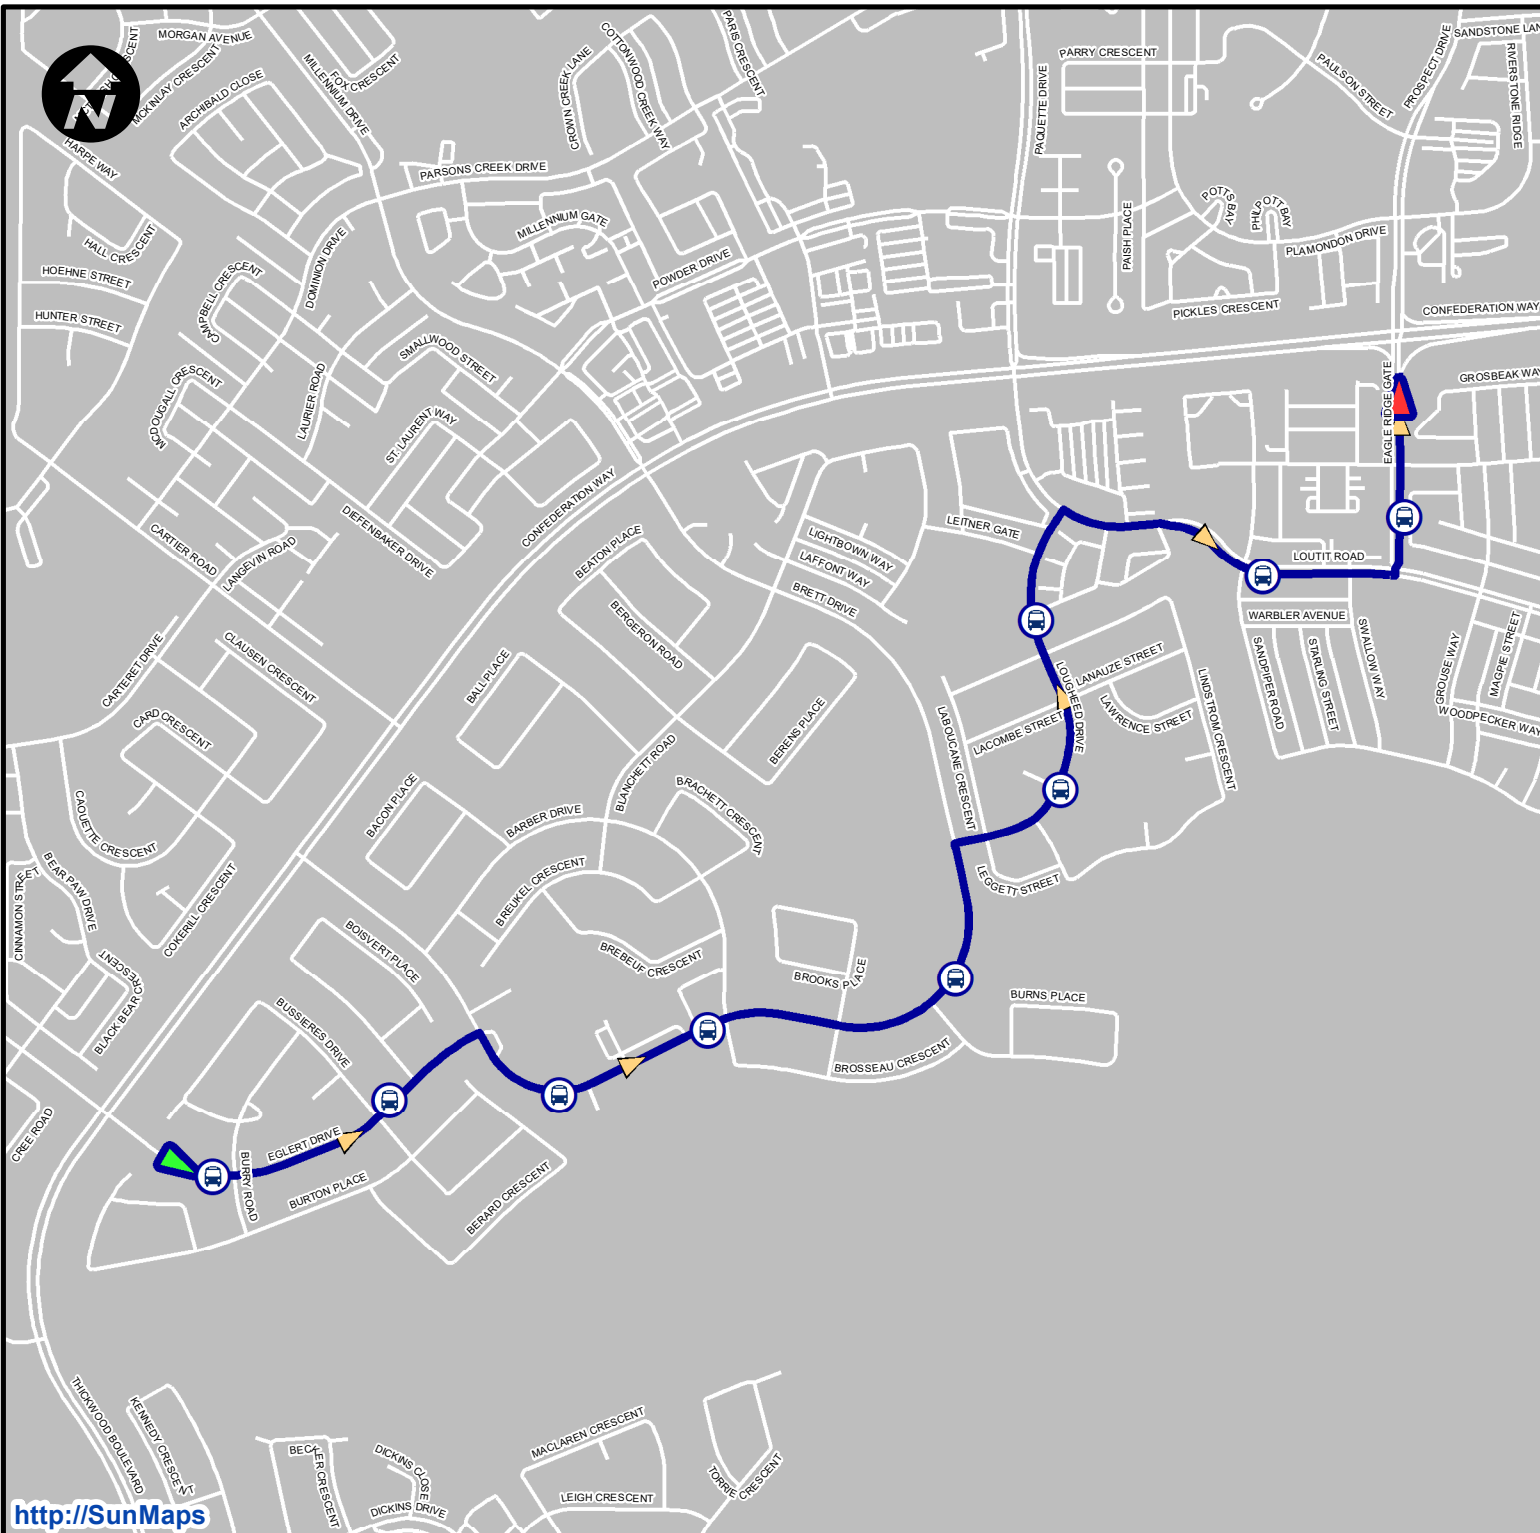 MORGAN AVENUE
MCKINLAY CRESCENT
ARCHIBALD CLOSE
MILLENNIUM DRIVE
FOX CRESCENT
COTTONWOOD CREEK WAY
CROWN CREEK LANE
PARIS CRESCENT
PARRY CRESCENT
PAQUETTE DRIVE
PAULSON STREET
PROSPECT DRIVE
SANDSTONE LAN
RIVERSTONE RIDGE
N
HARPE WAY
PARSONS CREEK DRIVE
MILLENNIUM GATE
POTTS BAY
PHILPOTT BAY
PAISH PLACE
PLAMONDON DRIVE
HALL CRESCENT
HOEHNE STREET
HUNTER STREET
CAMPBELL CRESCENT
DOMINION DRIVE
POWDER DRIVE
PICKLES CRESCENT
CONFEDERATION WAY
SMALLWOOD STREET
MCDOUGALL CRESCENT
LAURIER ROAD
ST. LAURENT WAY
EAGLE RIDGE GATE
GROSBEAK WAY
CONFEDERATION WAY
DIEFENBAKER DRIVE
CARTIER ROAD
LANGEVIN ROAD
BEATON PLACE
LIGHTBOWN WAY
LAFFONT WAY
BRETT DRIVE
LEITNER GATE
LOUTIT ROAD
WARBLER AVENUE
BERGERON ROAD
CLAUSEN CRESCENT
CARTERET DRIVE
CARD CRESCENT
BALL PLACE
BERENS PLACE
LABOUCANE CRESCENT
LANAUZE STREET
LOUGHEED DRIVE
LACOMBE STREET
LAWRENCE STREET
LINDSTROM CRESCENT
SANDPIPER ROAD
STARLING STREET
SWALLOW WAY
GROUSE WAY
MAGPIE STREET
WOODPECKER WAY
BLANCHETT ROAD
BACON PLACE
BARBER DRIVE
BRACHETT CRESCENT
CAOUETTE CRESCENT
BREUKEL CRESCENT
LEGGETT STREET
CINNAMON STREET
BEAR PAW DRIVE
COKERILL CRESCENT
BOISVERT PLACE
BREBEUF CRESCENT
BROOKS PLACE
BURNS PLACE
BLACK BEAR CRESCENT
BUSSIERES DRIVE
BROSSEAU CRESCENT
CREE ROAD
EGLERT DRIVE
BURRY ROAD
BURTON PLACE
BERARD CRESCENT
THICKWOOD BOULEVARD
KENNEDY CRESCENT
BECKER CRESCENT
DICKINS CLOSE
DICKINS DRIVE
MACLAREN CRESCENT
LEIGH CRESCENT
TORRIE CRESCENT
http://SunMaps